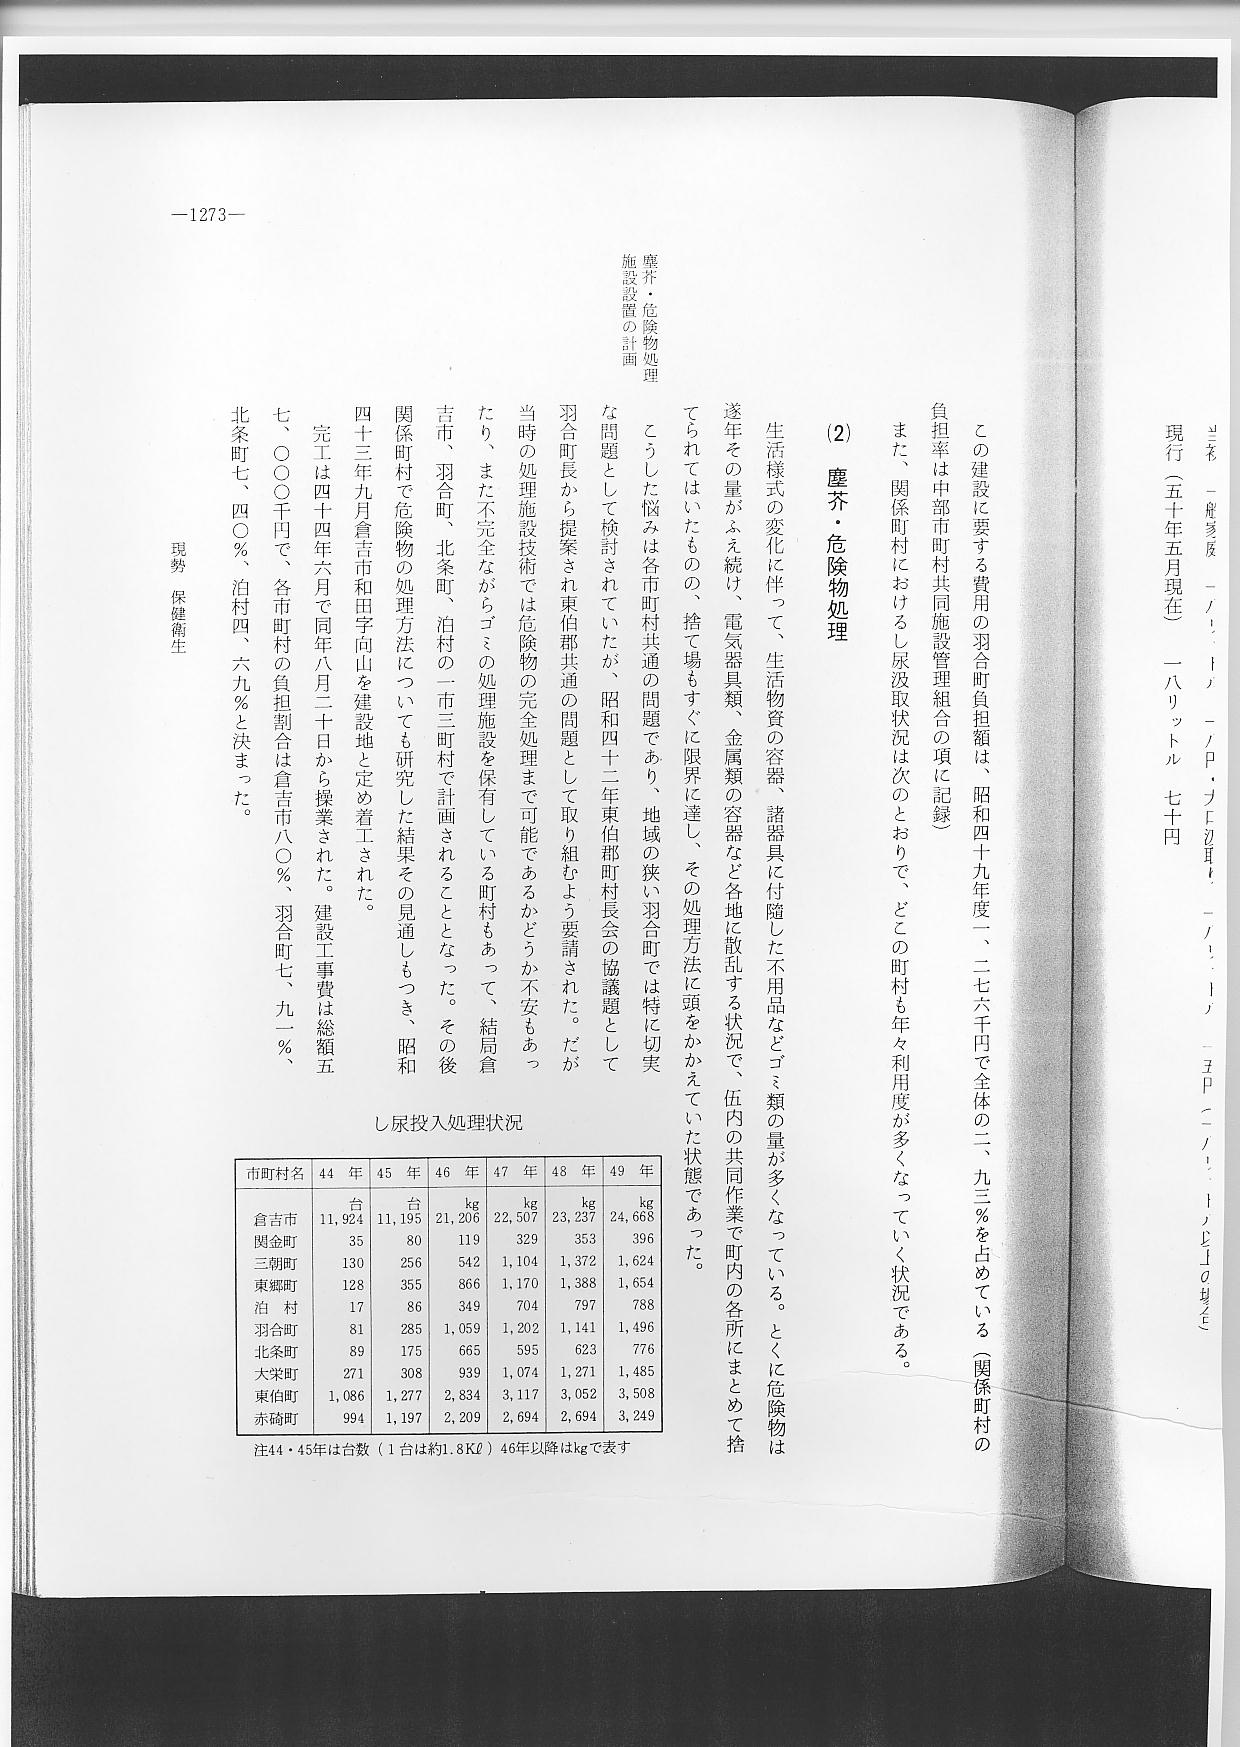 現行（五十年五月現在）　一八リットル　七十円
この建設に要する費用の羽合町負担額は、昭和四十九年度一、二七六千円で全体の二、九三％を占めている（関係町村の
負担率は中部市町村共同施設管理組合の項に記録）
また、関係町村におけるし尿汲取状況は次のとおりで、どこの町村も年々利用度が多くなっていく状況である。
(2)　塵芥・危険物処理
生活様式の変化に伴って、生活物資の容器、諸器具に付随した不用品などゴミ類の量が多くなっている。とくに危険物は
逐年その量がふえ続け、電気器具類、金属類の容器など各地に散乱する状況で、伍内の共同作業で町内の各所にまとめて捨
てられてはいたものの、捨て場もすぐに限界に達し、その処理方法に頭をかかえていた状態であった。
塵芥・危険物処理
施設設置の計画
こうした悩みは各市町村共通の問題であり、地域の狭い羽合町では特に切実
な問題として検討されていたが、昭和四十二年東伯郡町村長会の協議題として
羽合町長から提案され東伯郡共通の問題として取り組むよう要請された。だが
当時の処理施設技術では危険物の完全処理まで可能であるかどうか不安もあっ
たり、また不完全ながらゴミの処理施設を保有している町村もあって、結局倉
吉市、羽合町、北条町、泊村の一市三町村で計画されることとなった。その後
関係町村で危険物の処理方法についても研究した結果その見通しもつき、昭和
四十三年九月倉吉市和田字向山を建設地と定め着工された。
完工は四十四年六月で同年八月二十日から操業された。建設工事費は総額五
七、〇〇〇千円で、各市町村の負担割合は倉吉市八〇％、羽合町七、九一％、
北条町七、四〇％、泊村四、六九％と決まった。
し尿投入処理状況
市町村名 44 年 45 年 46 年 47 年 48 年 49 年
台 台 kg kg kg kg
倉吉市 11,924 11,195 21,206 22,507 23,237 24,668
関金町 35 80 119 329 353 396
三朝町 130 256 542 1,104 1,372 1,624
東郷町 128 355 866 1,170 1,388 1,654
泊　村 17 86 349 704 797 788
羽合町 81 285 1,059 1,202 1,141 1,496
北条町 89 175 665 595 623 776
大栄町 271 308 939 1,074 1,271 1,485
東伯町 1,086 1,277 2,834 3,117 3,052 3,508
赤碕町 994 1,197 2,209 2,694 2,694 3,249
注44・45年は台数（1台は約1.8Kℓ）46年以降はkgで表す
現勢　保健衛生
—1273—